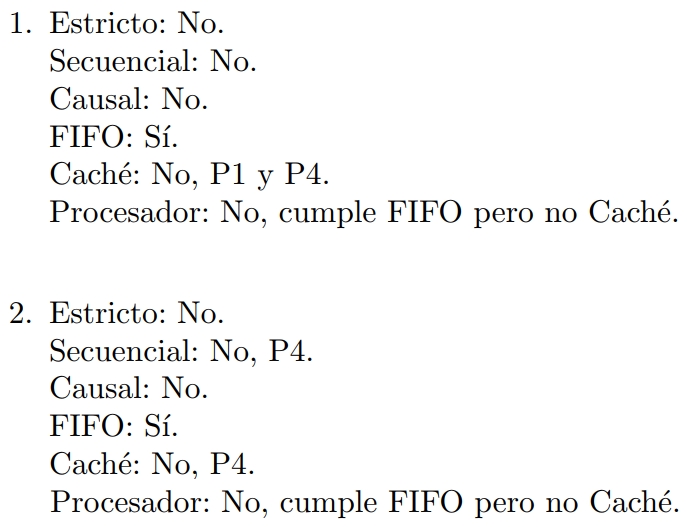 1. Estricto: No.
Secuencial: No.
Causal: No.
FIFO: Sí.
Caché: No, P1 y P4.
Procesador: No, cumple FIFO pero no Caché.
2. Estricto: No.
Secuencial: No, P4.
Causal: No.
FIFO: Sí.
Caché: No, P4.
Procesador: No, cumple FIFO pero no Caché.